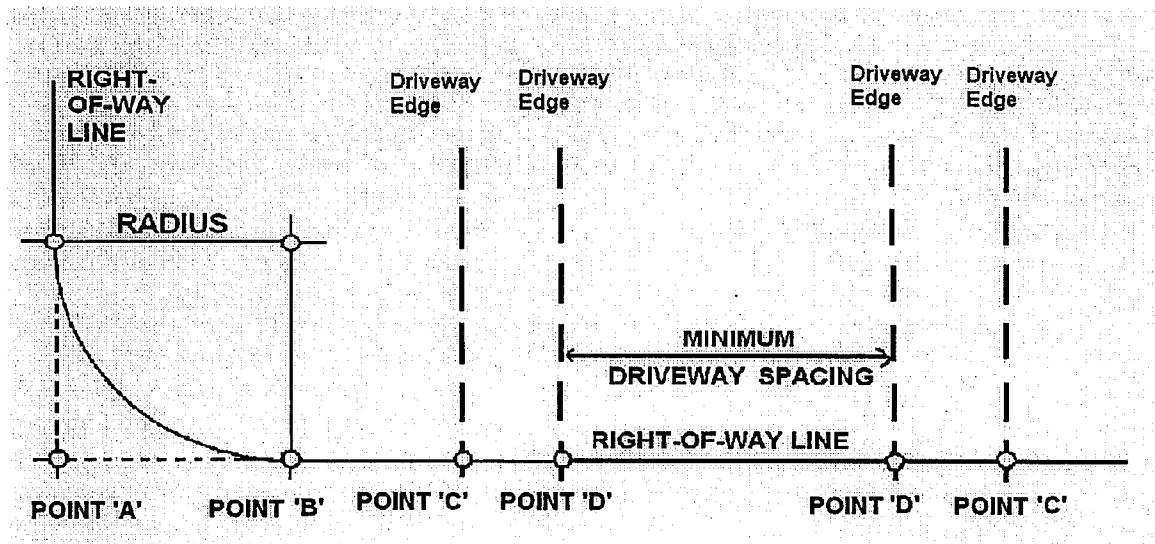 RIGHT-
OF-WAY
LINE
Driveway
Edge
Driveway
Edge
Driveway
Edge
Driveway
Edge
RADIUS
MINIMUM
DRIVEWAY SPACING
RIGHT-OF-WAY LINE
POINT 'A'
POINT 'B'
POINT 'C'
POINT 'D'
POINT 'D'
POINT 'C'